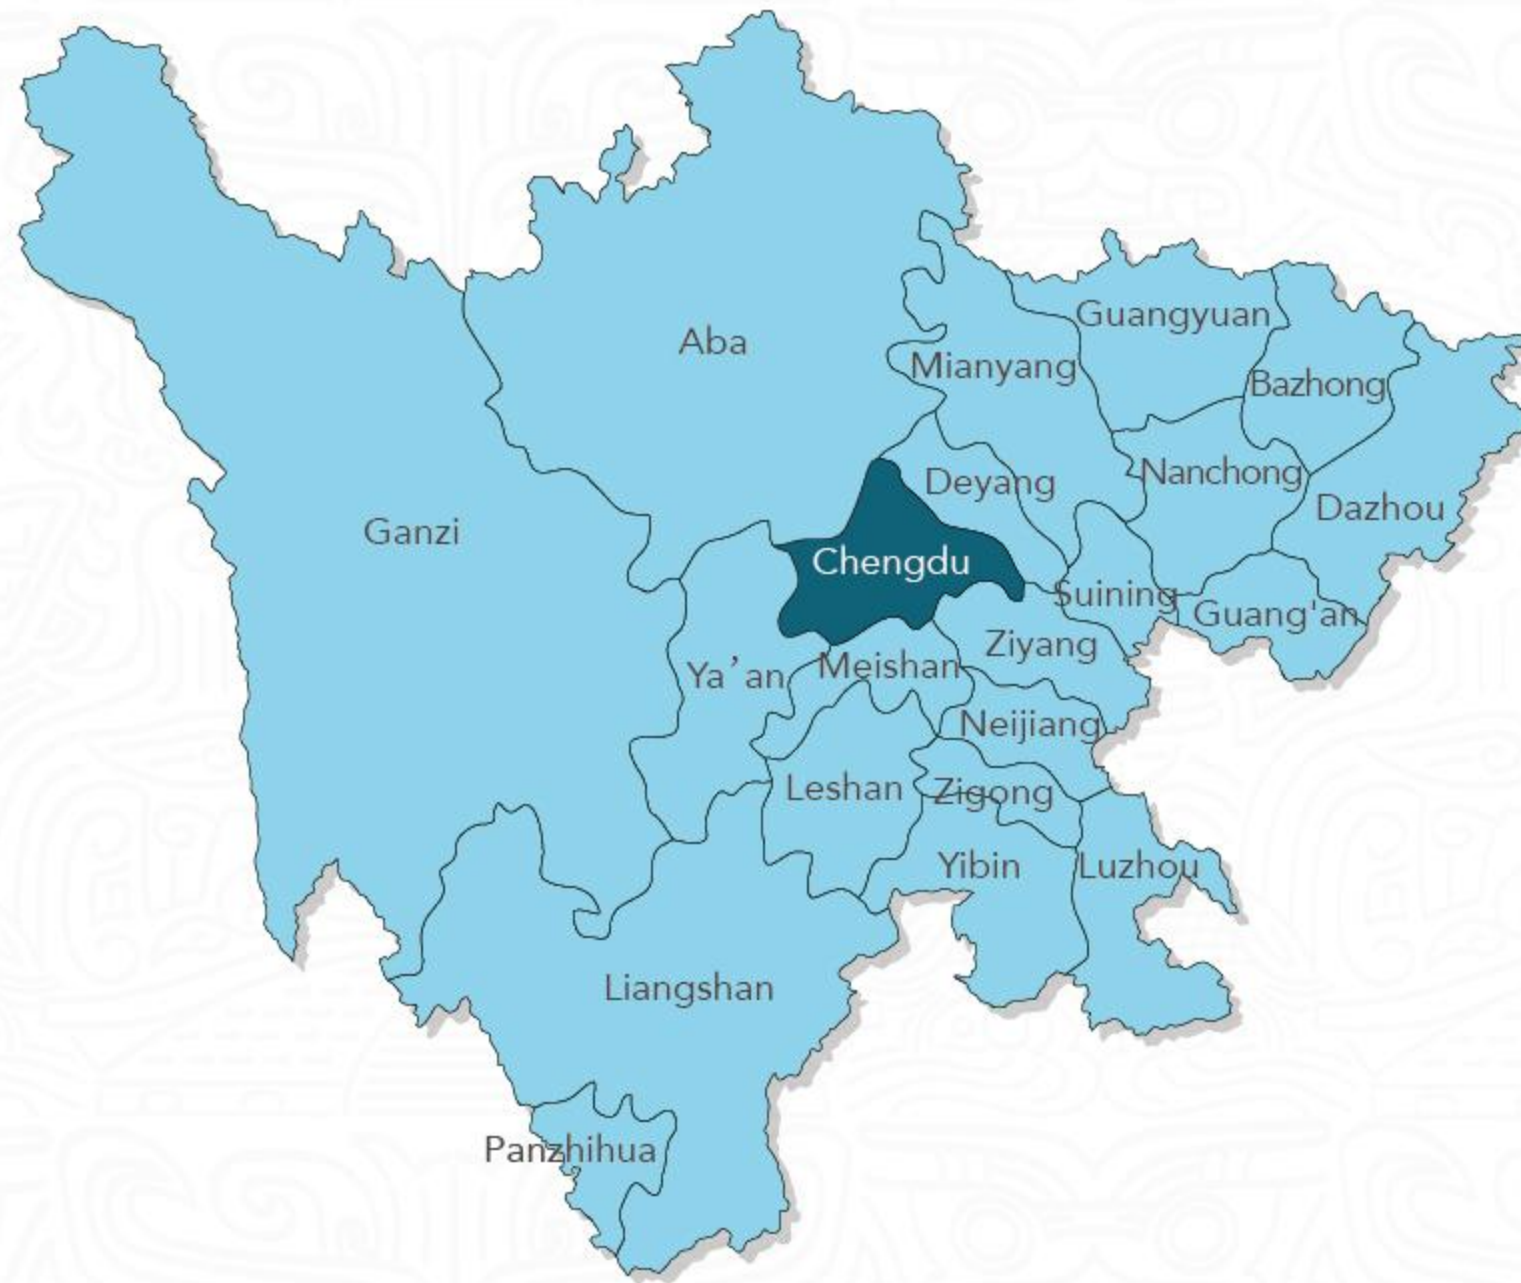 Guangyuan
Aba
Mianyang
Bazhong
Nanchong
Deyang
Dazhou
Ganzi
Chengdu
Suining
Guang'an
Ziyang
Meishan
Ya’an
Neijiang
Leshan
Zigong
Yibin
Luzhou
Liangshan
Panzhihua